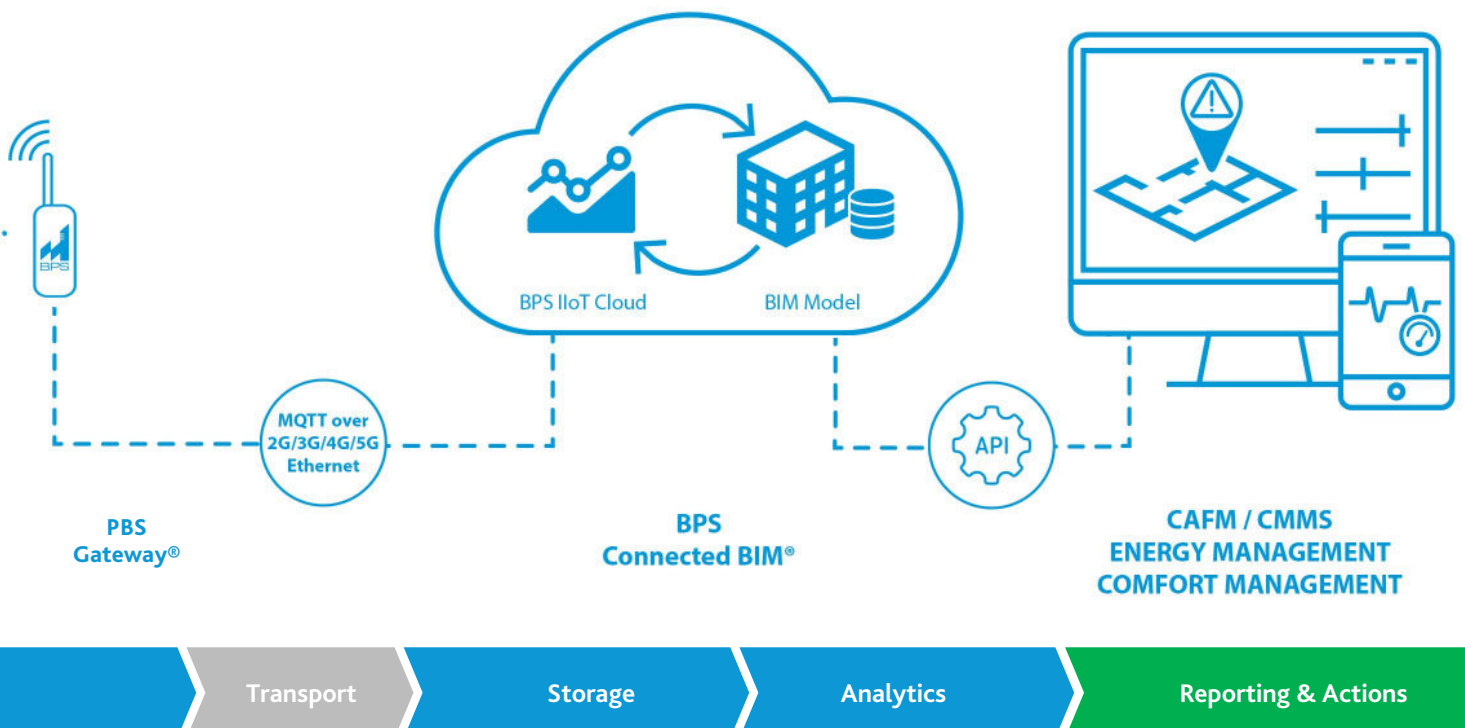 BPS
BPS IIoT Cloud
BIM Model
MQTT over
2G/3G/4G/5G
Ethernet
API
PBS
Gateway®
BPS
Connected BIM®
CAFM / CMMS
ENERGY MANAGEMENT
COMFORT MANAGEMENT
Transport
Storage
Analytics
Reporting & Actions